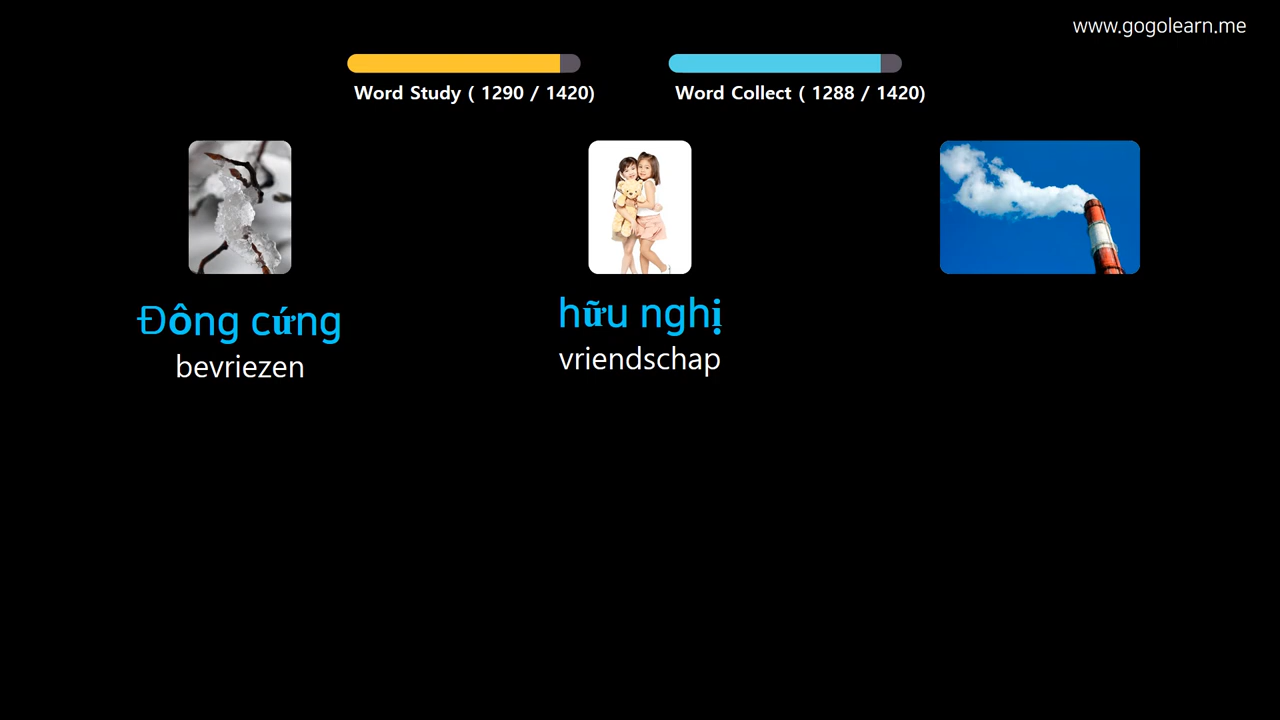 www.gogolearn.me
Word Study ( 1290 / 1420)
Word Collect ( 1288 / 1420)
Đông cứng
bevriezen
hữu nghị
vriendschap